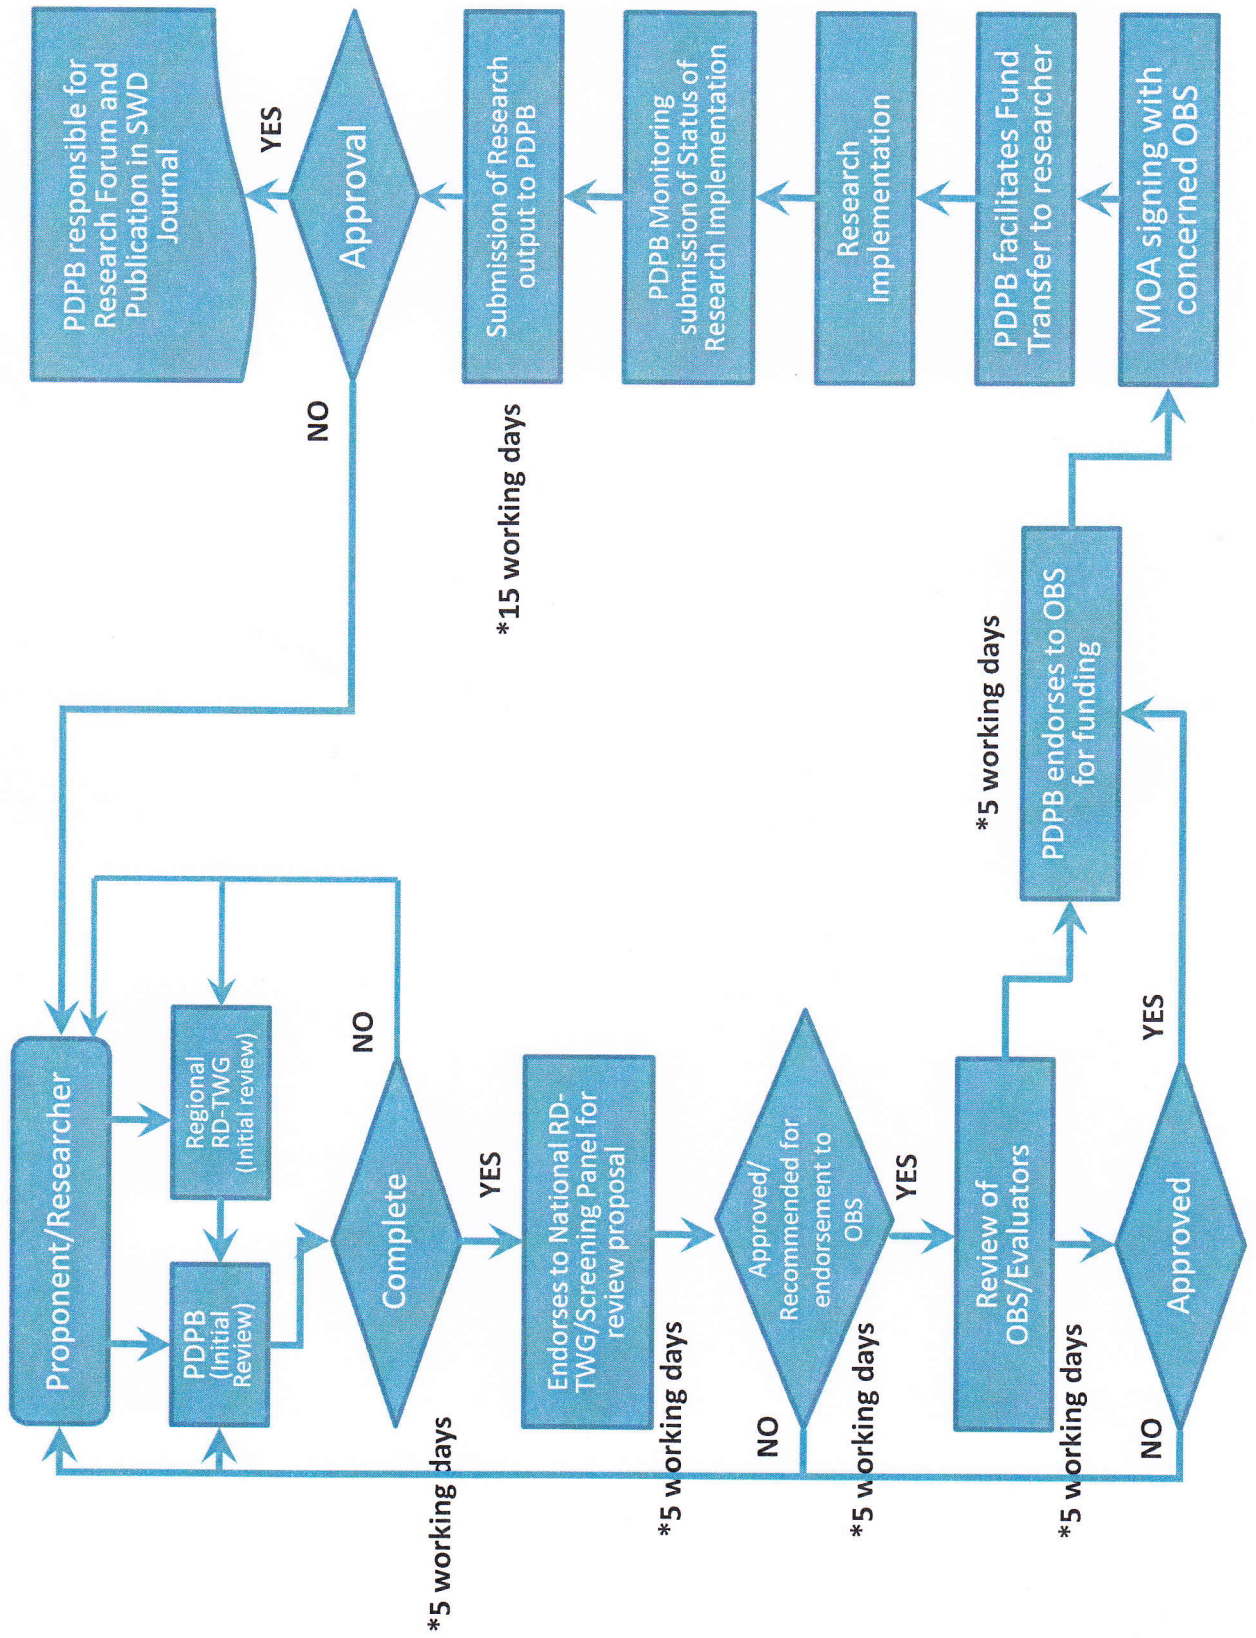 Proponent/Researcher
PDPB
(Initial
Review)
Regional
RD-TWG
(Initial review)
Complete
NO
*5 working days
YES
Endorses to National RD-
TWG/Screening Panel for
review proposal
*5 working days
Approved/
Recommended for
endorsement to
OBS
NO
*5 working days
YES
Review of
OBS/Evaluators
*5 working days
Approved
NO
YES
PDPB endorses to OBS
for funding
*5 working days
MOA signing with
concerned OBS
PDPB facilitates Fund
Transfer to researcher
Research
Implementation
PDPB Monitoring
submission of Status of
Research Implementation
Submission of Research
output to PDPB
*15 working days
Approval
NO
YES
PDPB responsible for
Research Forum and
Publication in SWD
Journal